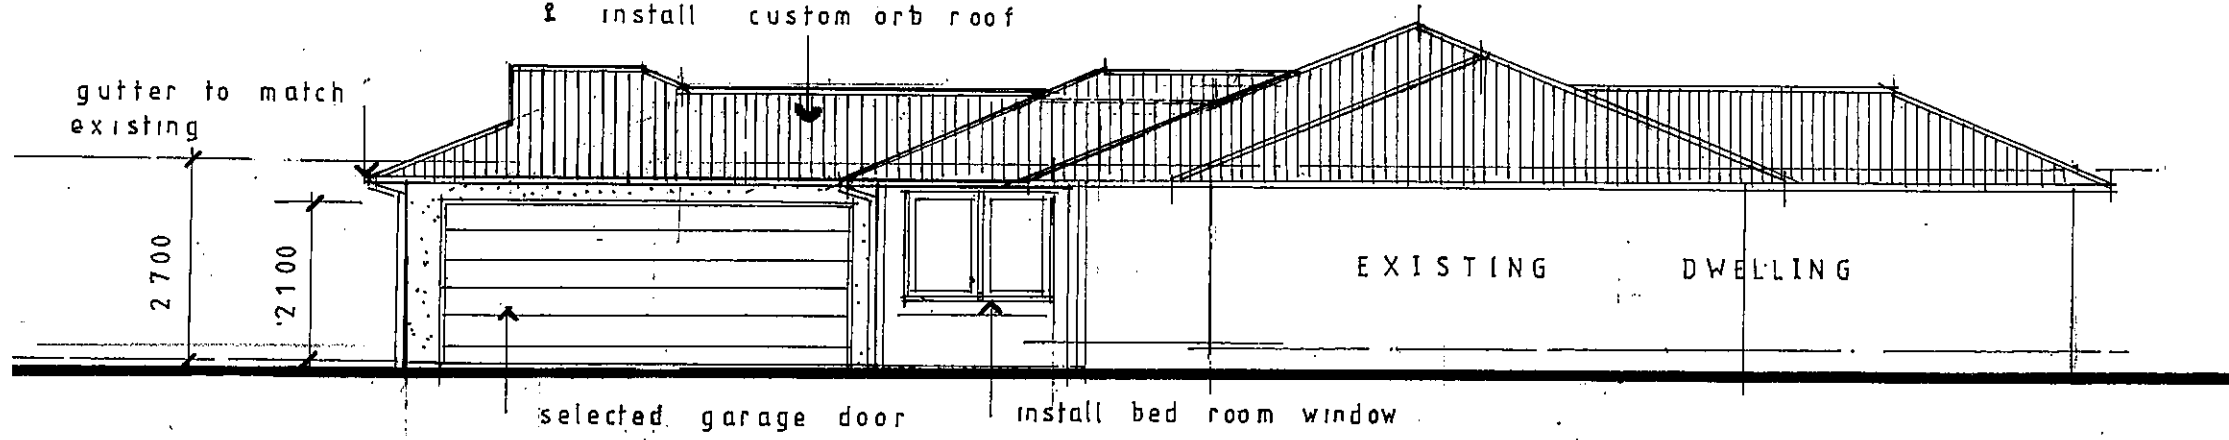 & install custom orb roof
gutter to match
existing
2700
2100
EXISTING DWELLING
selected garage door
install bed room window